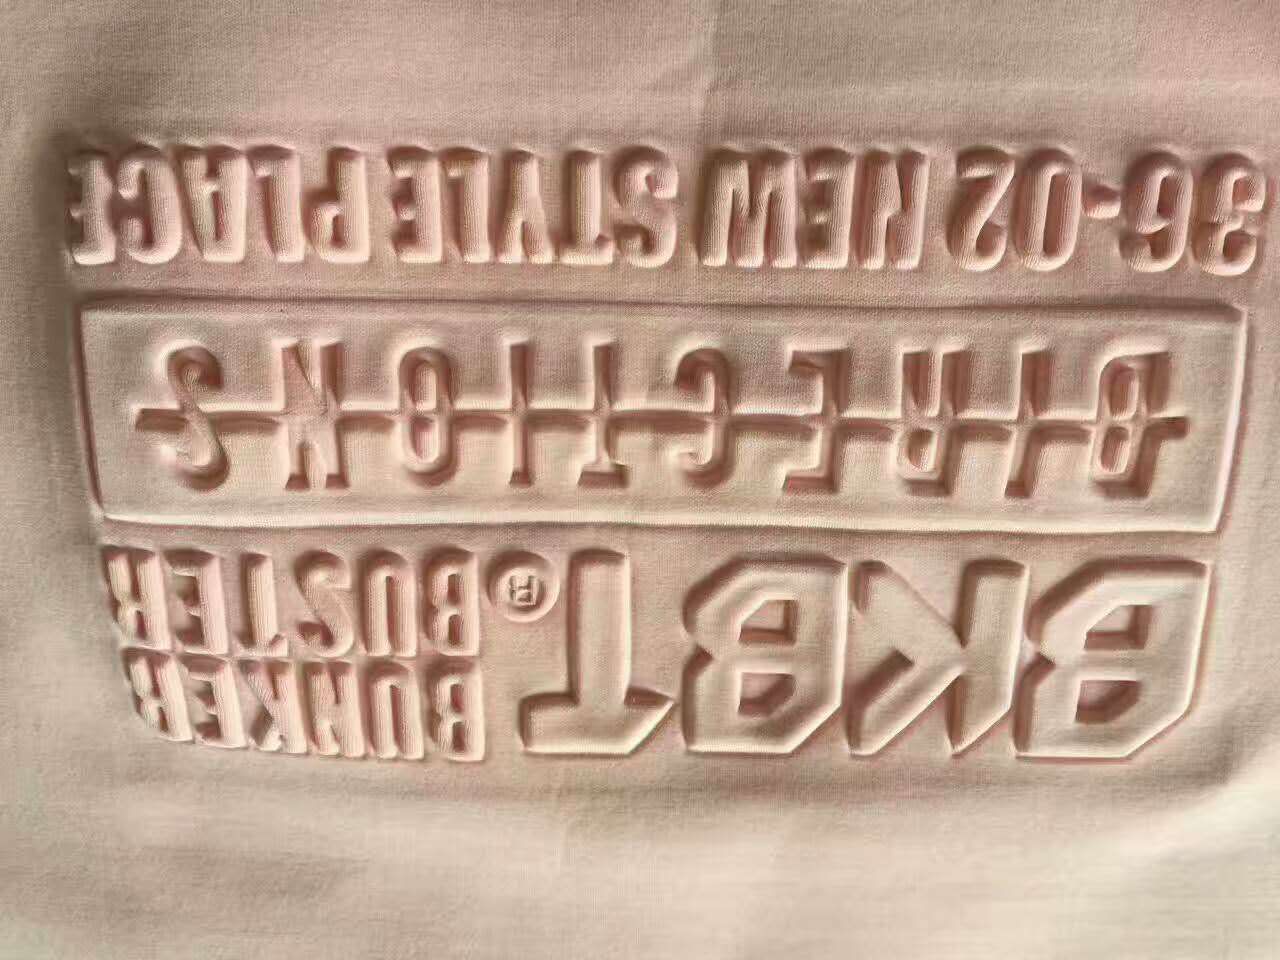 BKBT®
BUNKER
BUSTER
DIRECTIONS
36-02 NEW STYLE PLACE